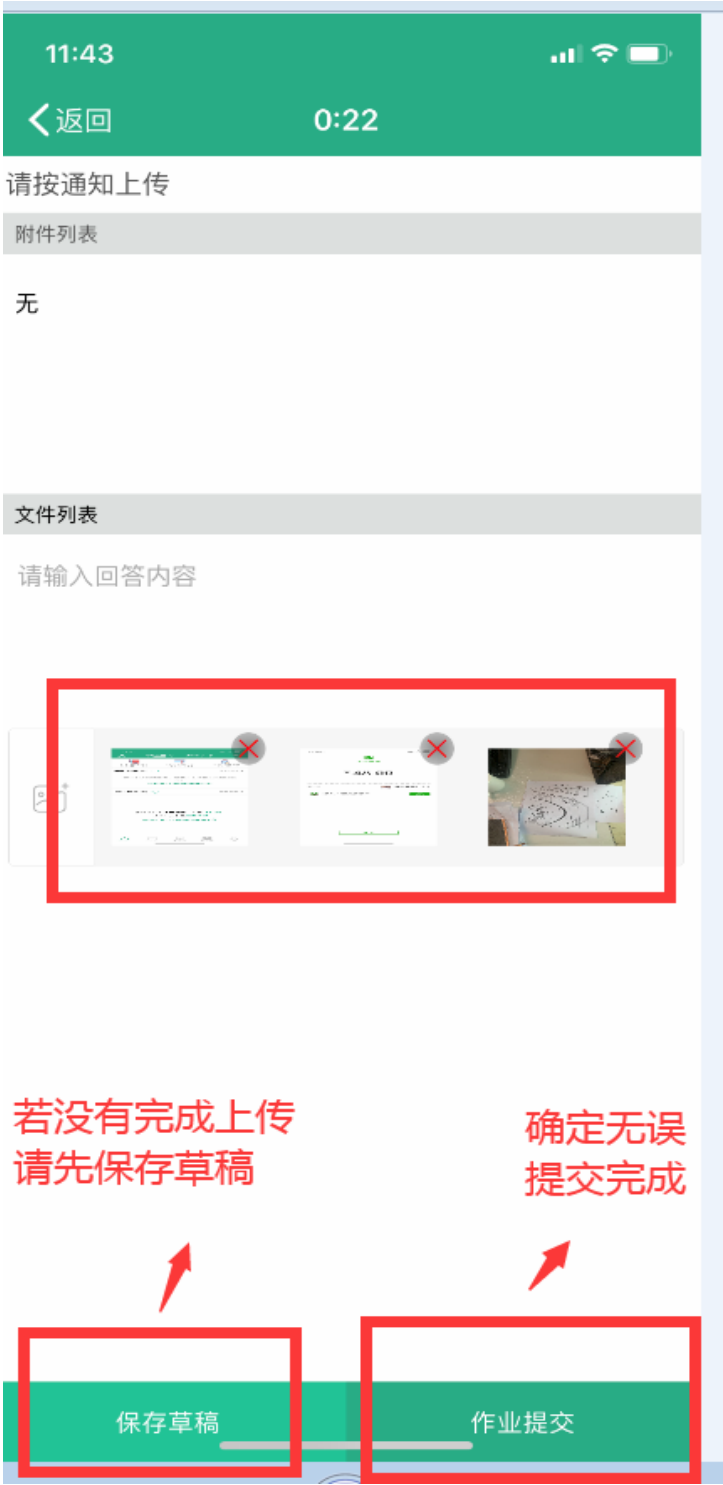 11:43
返回
0:22
请按通知上传
附件列表
无
文件列表
请输入回答内容
若没有完成上传
请先保存草稿
确定无误
提交完成
保存草稿
作业提交